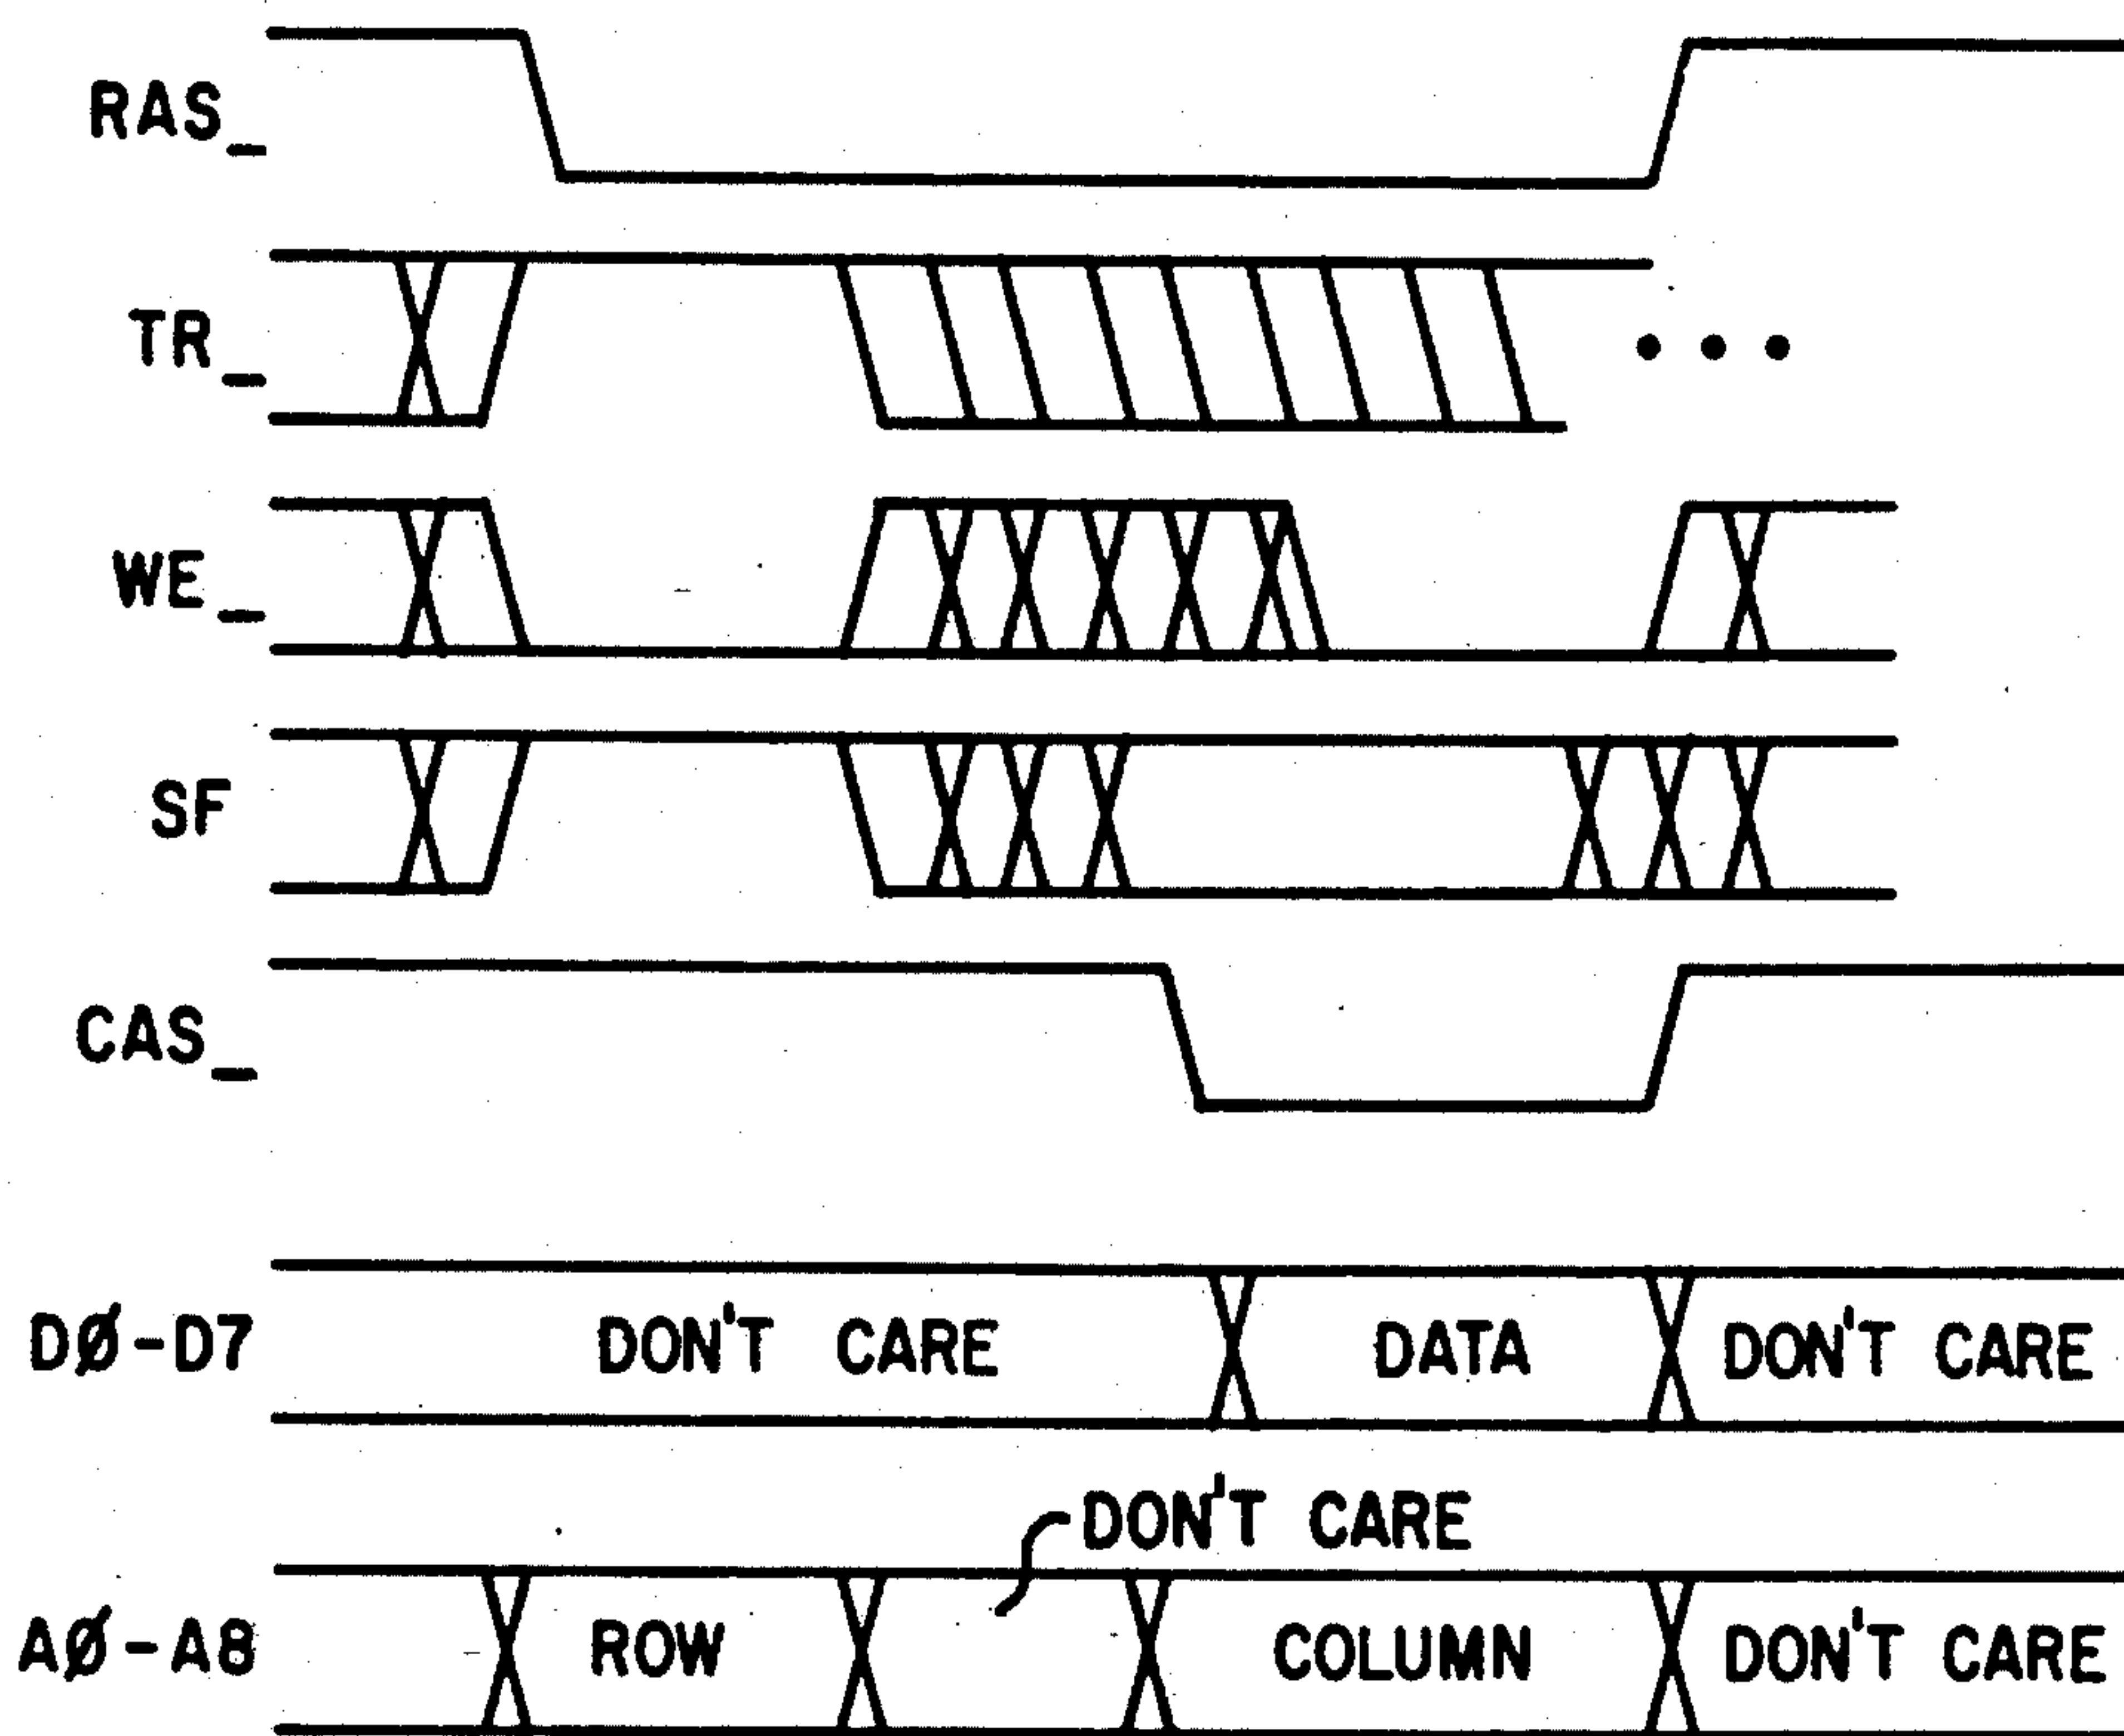 RAS_
TR_
WE_
SF
CAS_
DØ-D7 DON'T CARE DATA DON'T CARE
DON'T CARE
AØ-A8 ROW COLUMN DON'T CARE